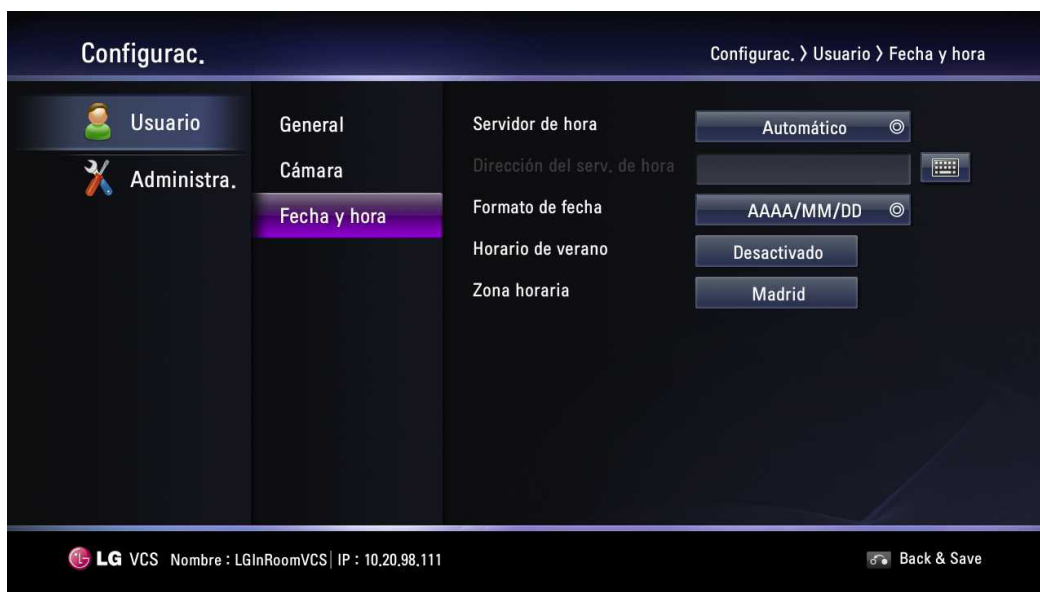 Configurac.
Configurac. > Usuario > Fecha y hora
Usuario
Administra.
General
Cámara
Fecha y hora
Servidor de hora
Automático
Dirección del serv. de hora
Formato de fecha
AAAA/MM/DD
Horario de verano
Desactivado
Zona horaria
Madrid
LG VCS Nombre : LGInRoomVCS | IP : 10.20.98.111
Back & Save